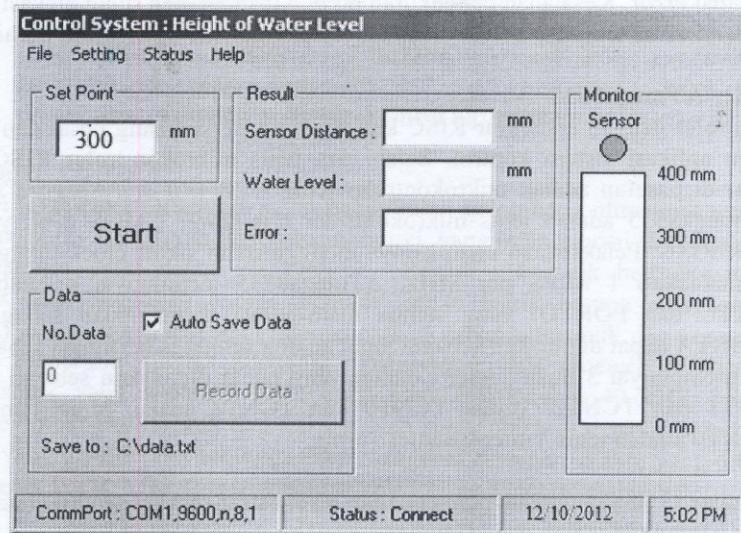 Control System : Height of Water Level
File Setting Status Help
Set Point
300 mm
Start
Result
Sensor Distance : mm
Water Level : mm
Error :
Data
No.Data
Auto Save Data
0
Record Data
Save to : C:\data.txt
Monitor
Sensor
400 mm
300 mm
200 mm
100 mm
0 mm
CommPort : COM1,9600,n,8,1 Status : Connect 12/10/2012 5:02 PM